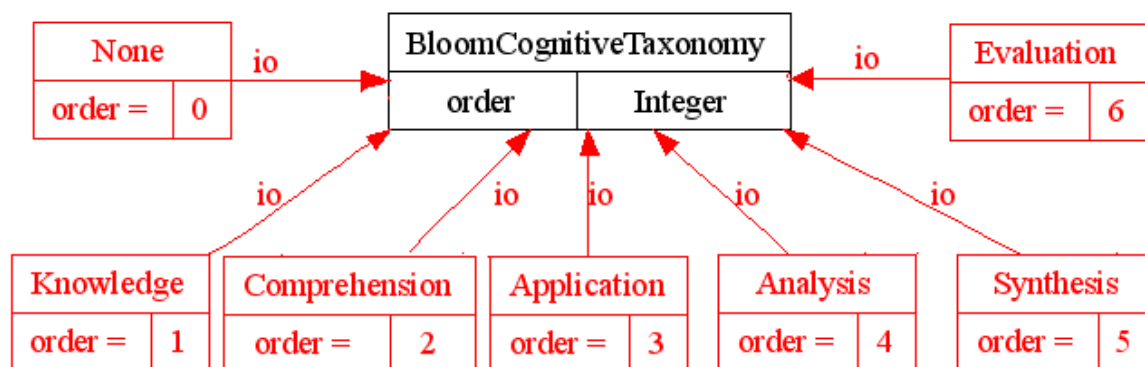 None
order = 0
io
BloomCognitiveTaxonomy
order Integer
io
Evaluation
order = 6
io
io
io
io
io
Knowledge
order = 1
Comprehension
order = 2
Application
order = 3
Analysis
order = 4
Synthesis
order = 5